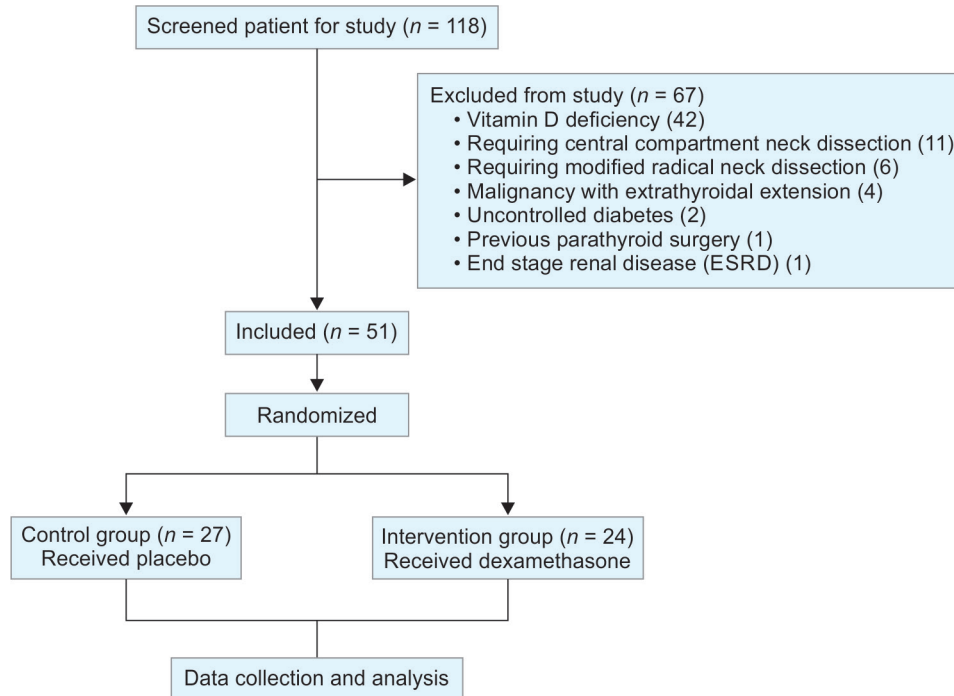 Screened patient for study (n = 118)
Excluded from study (n = 67)
• Vitamin D deficiency (42)
• Requiring central compartment neck dissection (11)
• Requiring modified radical neck dissection (6)
• Malignancy with extrathyroidal extension (4)
• Uncontrolled diabetes (2)
• Previous parathyroid surgery (1)
• End stage renal disease (ESRD) (1)
Included (n = 51)
Randomized
Control group (n = 27)
Received placebo
Intervention group (n = 24)
Received dexamethasone
Data collection and analysis